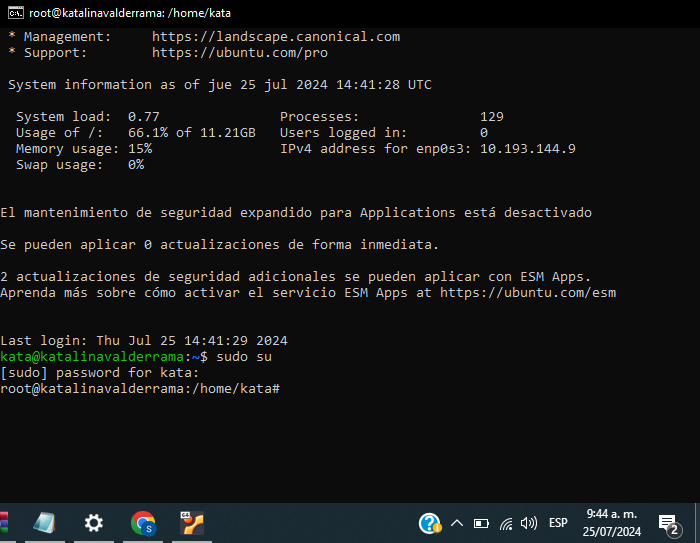 root@katalinavalderrama: /home/kata
* Management:     https://landscape.canonical.com
* Support:        https://ubuntu.com/pro
System information as of jue 25 jul 2024 14:41:28 UTC
System load:  0.77               Processes:               129
Usage of /:   66.1% of 11.21GB   Users logged in:         0
Memory usage: 15%                IPv4 address for enp0s3: 10.193.144.9
Swap usage:   0%
El mantenimiento de seguridad expandido para Applications está desactivado
Se pueden aplicar 0 actualizaciones de forma inmediata.
2 actualizaciones de seguridad adicionales se pueden aplicar con ESM Apps.
Aprenda más sobre cómo activar el servicio ESM Apps at https://ubuntu.com/esm
Last login: Thu Jul 25 14:41:29 2024
kata@katalinavalderrama:~$ sudo su
[sudo] password for kata:
root@katalinavalderrama:/home/kata#
ESP
9:44 a. m.
25/07/2024
2